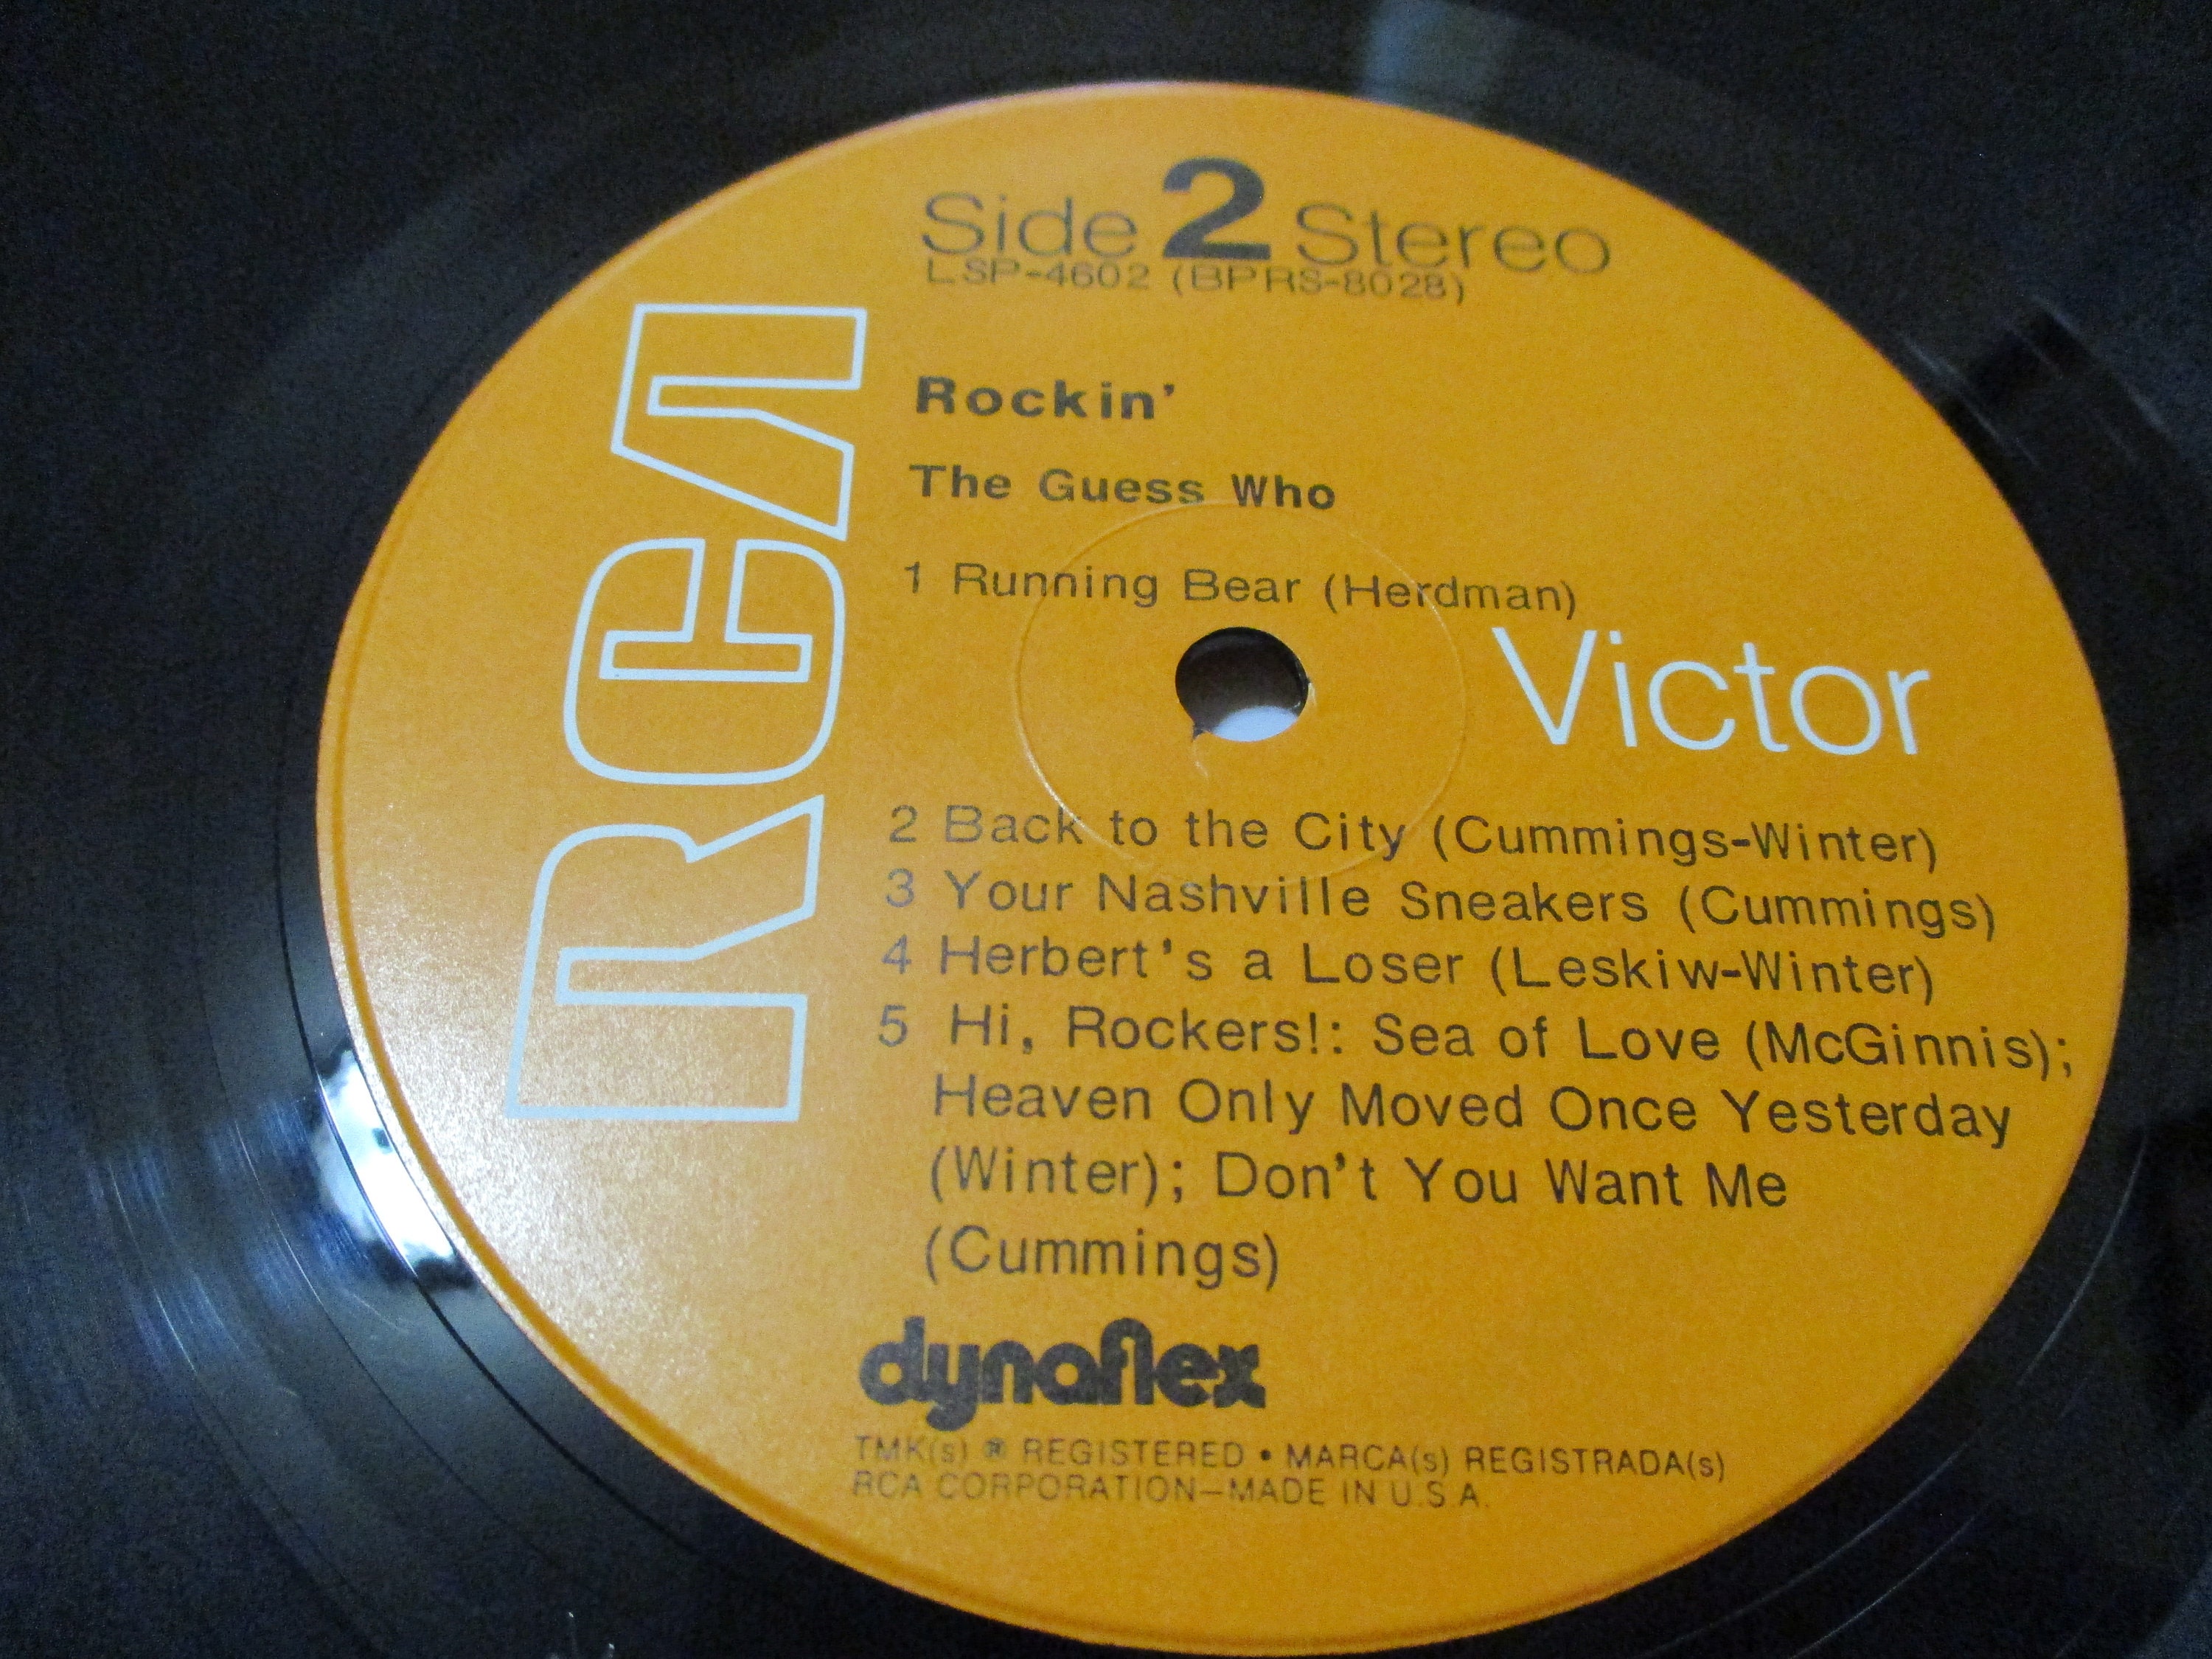 Side 2 Stereo
LSP-4602 (BPRS-8028)
RCA
Rockin'
The Guess Who
1 Running Bear (Herdman)
Victor
2 Back to the City (Cummings-Winter)
3 Your Nashville Sneakers (Cummings)
4 Herbert's a Loser (Leskiw-Winter)
5 Hi, Rockers!: Sea of Love (McGinnis);
Heaven Only Moved Once Yesterday
(Winter); Don't You Want Me
(Cummings)
dynaflex
TMK(s) ® REGISTERED • MARCA(s) REGISTRADA(s)
RCA CORPORATION—MADE IN U.S.A.